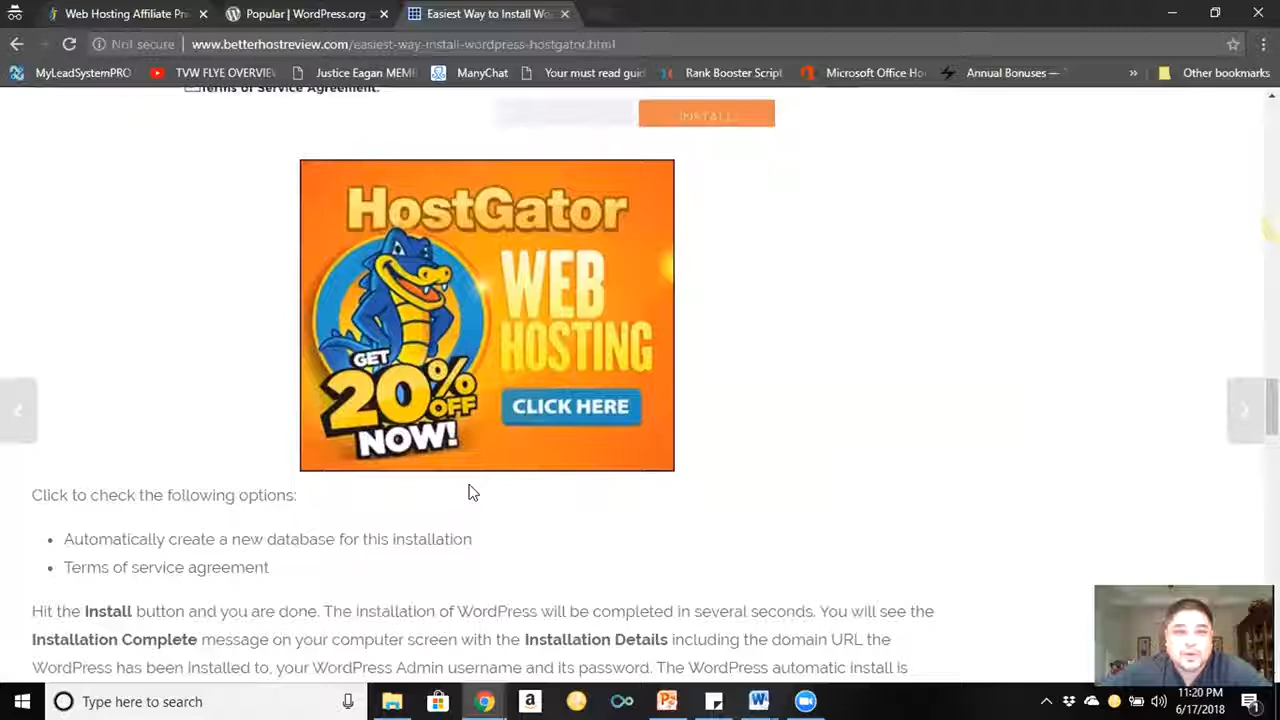 Web Hosting Affiliate Pr
Popular | WordPress.org
Easiest Way to Install Wo
Not secure
www.betterhostreview.com/easiest-way-install-wordpress-hostgator.html
MyLeadSystemPRO
TVW FLYE OVERVIEW
Justice Eagan MEME
ManyChat
Your must read guid
Rank Booster Script
Microsoft Office Ho
Annual Bonuses —
»
Other bookmarks
Terms of Service Agreement.
INSTALL
HostGator
WEB
HOSTING
GET
20% OFF
NOW!
CLICK HERE
Click to check the following options:
• Automatically create a new database for this installation
• Terms of service agreement
Hit the Install button and you are done. The installation of WordPress will be completed in several seconds. You will see the
Installation Complete message on your computer screen with the Installation Details including the domain URL the
WordPress has been installed to, your WordPress Admin username and its password. The WordPress automatic install is
Type here to search
11:20 PM
6/17/2018